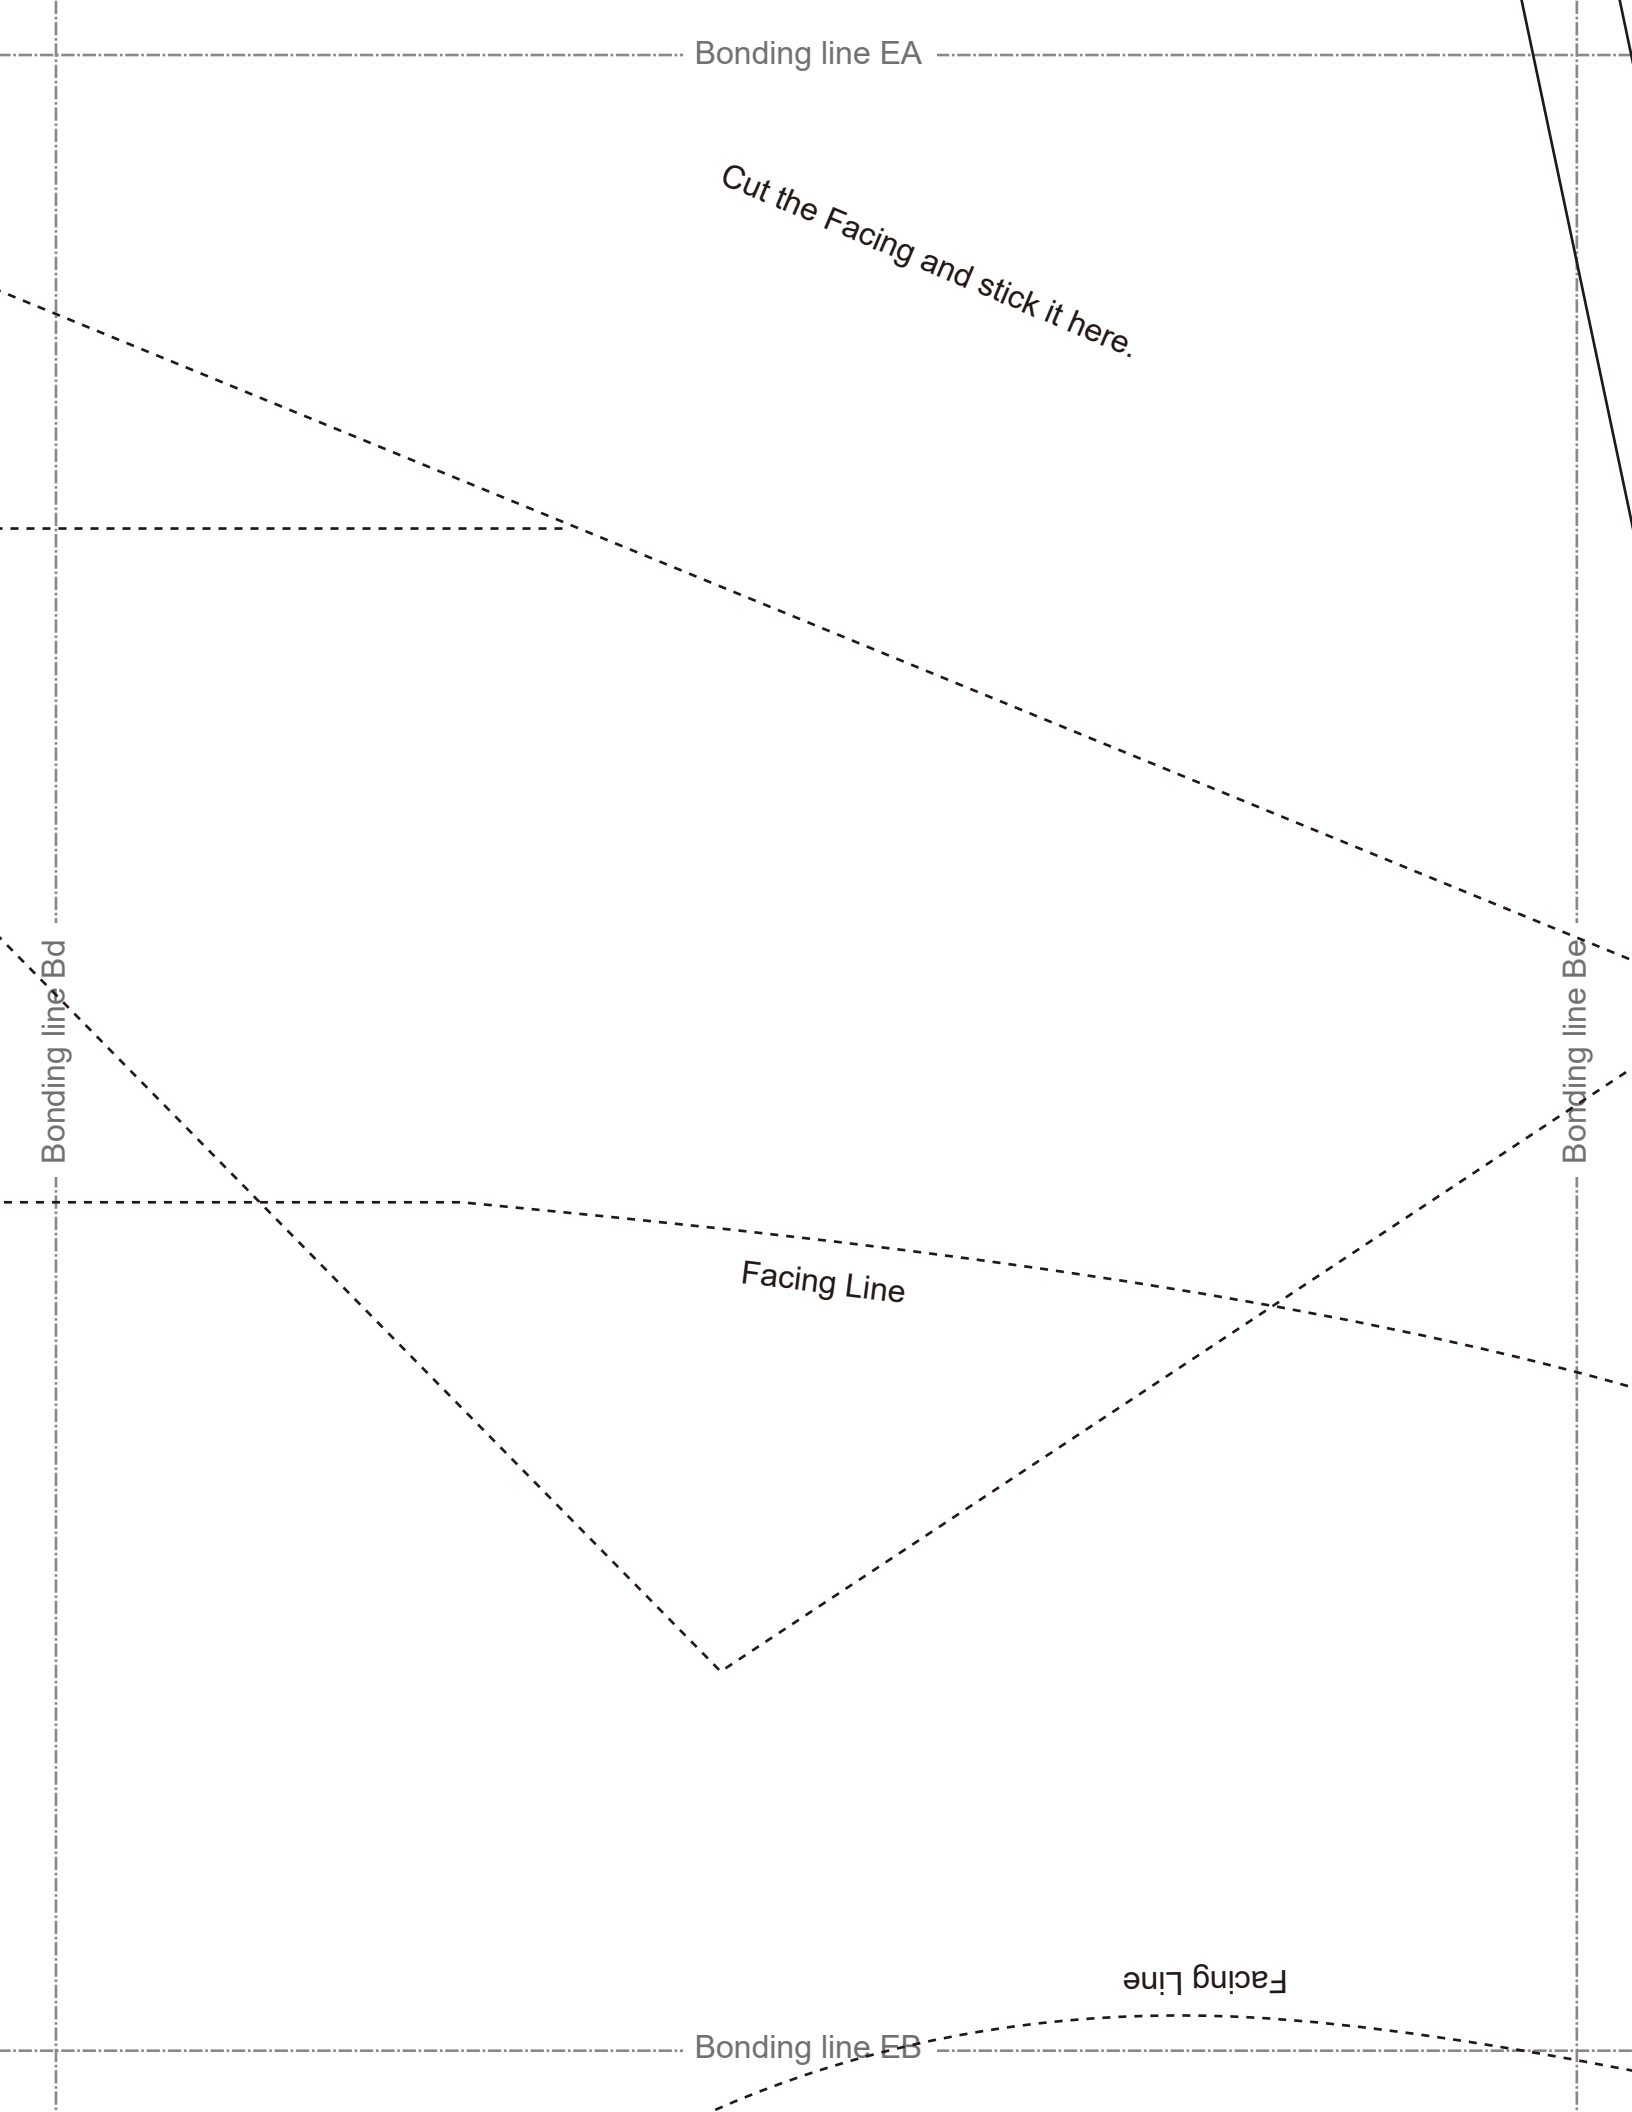 Bonding line EA
Cut the Facing and stick it here.
Bonding line Bd
Bonding line Be
Facing Line
Facing Line
Bonding line EB